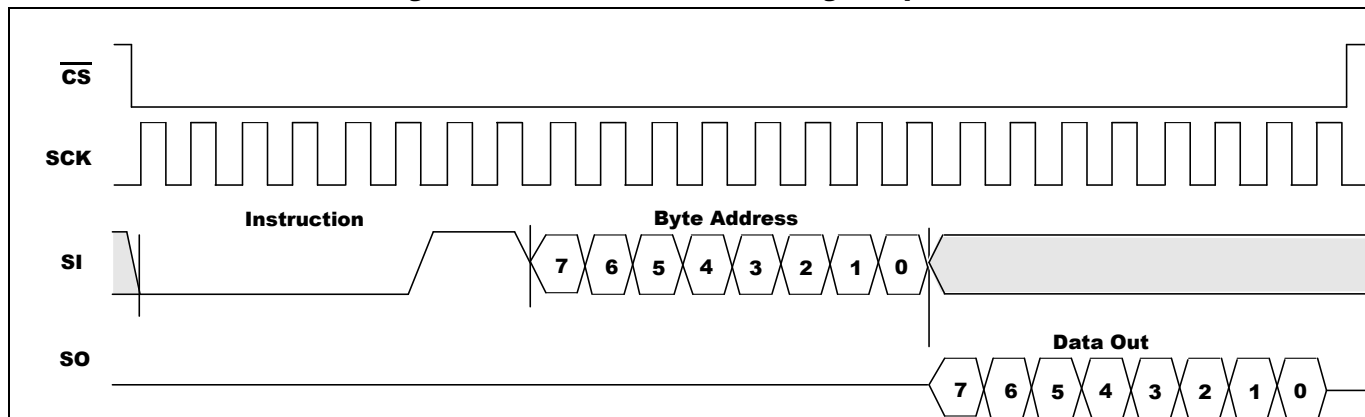 CS
SCK
Instruction
Byte Address
SI
7 6 5 4 3 2 1 0
Data Out
SO
7 6 5 4 3 2 1 0